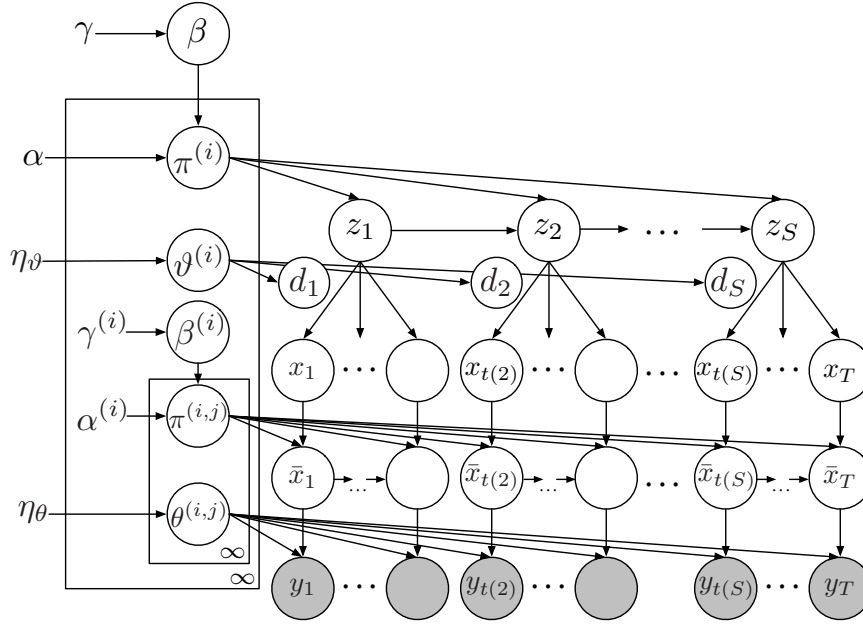 γ β
α π^(i)
z_1 z_2 ⋯ z_S
η_ϑ ϑ^(i) d_1 d_2 d_S
γ^(i) β^(i)
x_1 ⋯ x_t(2) ⋯ ⋯ x_t(S) ⋯ x_T
α^(i) π^(i,j)
x̄_1 ... x̄_t(2) ... ⋯ x̄_t(S) ... x̄_T
η_θ θ^(i,j)
∞
∞
y_1 ⋯ y_t(2) ⋯ ⋯ y_t(S) ⋯ y_T